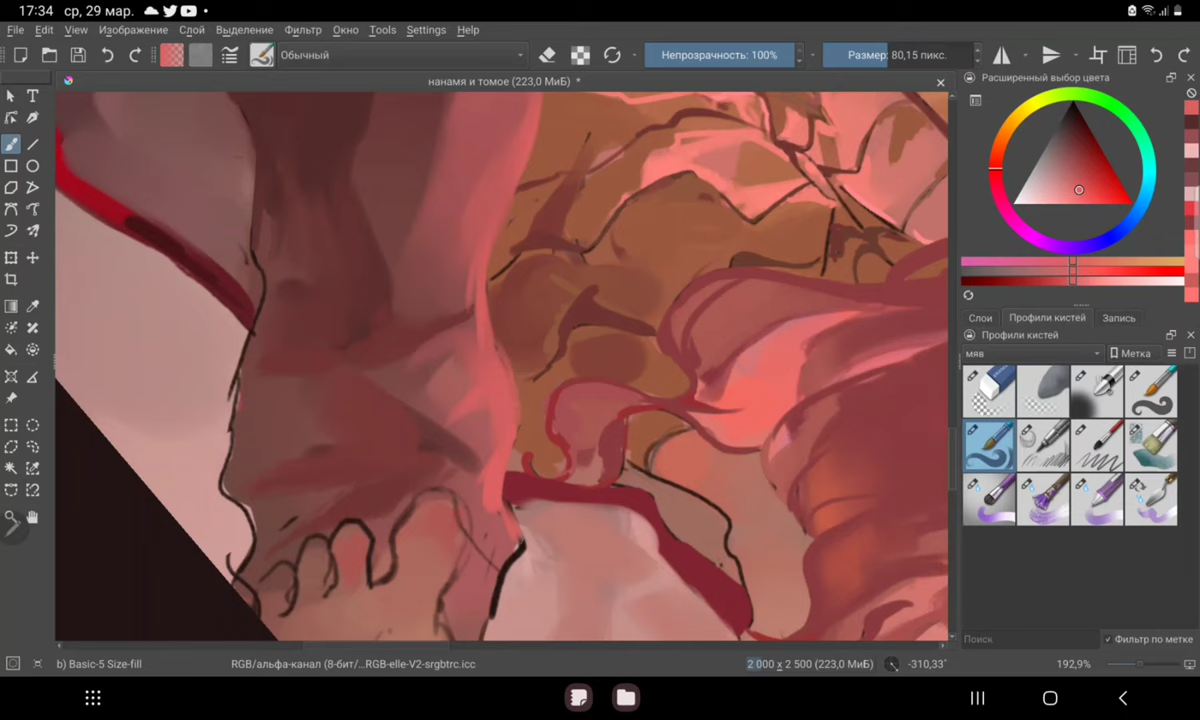 17:34 ср, 29 мар.
File Edit View Изображение Слой Выделение Фильтр Окно Tools Settings Help
Обычный Непрозрачность: 100% Размер: 80,15 пикс.
нанамя и томое (223,0 МиБ) *
Расширенный выбор цвета
Слои Профили кистей Запись
Профили кистей
мяв Метка
Поиск Фильтр по метке
b) Basic-5 Size-fill RGB/альфа-канал (8-бит/...RGB-elle-V2-srgbtrc.icc 2 000 x 2 500 (223,0 МиБ) -310,33° 192,9%